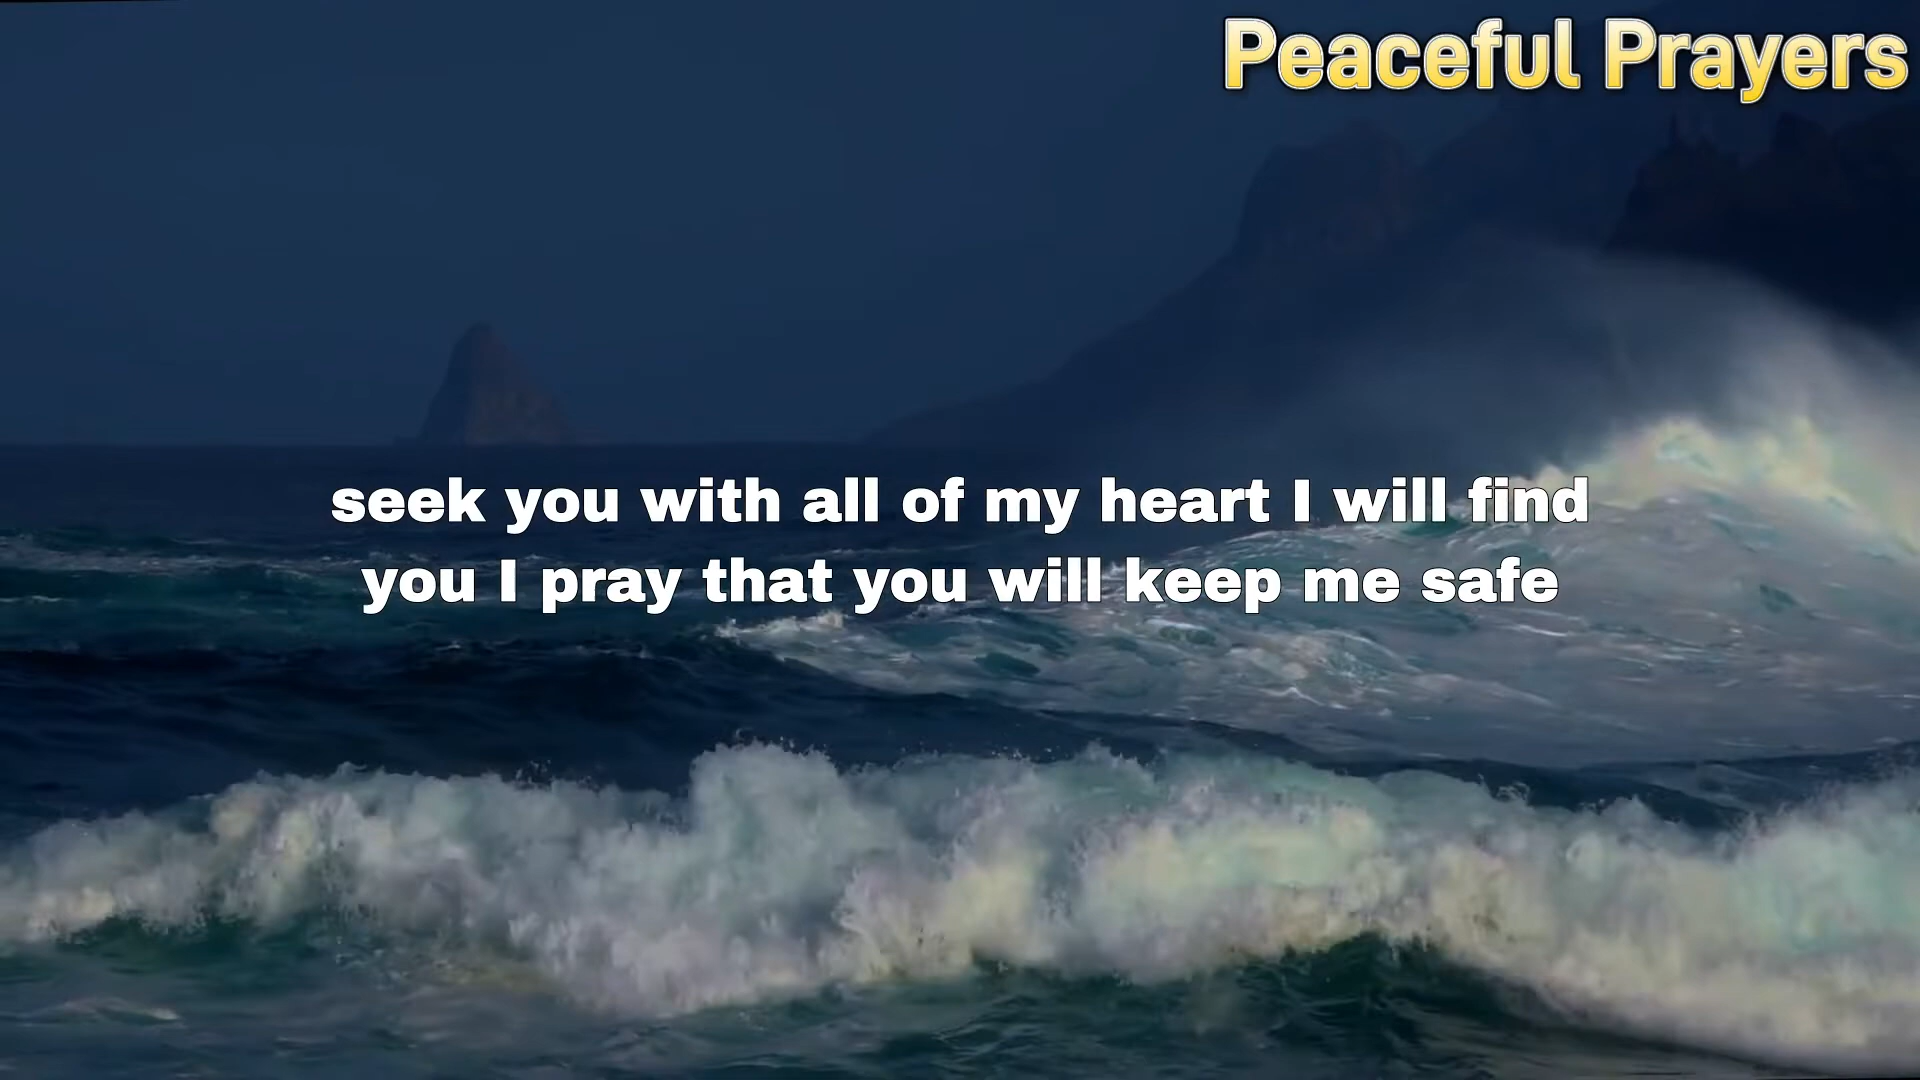 Peaceful Prayers
seek you with all of my heart I will find
you I pray that you will keep me safe